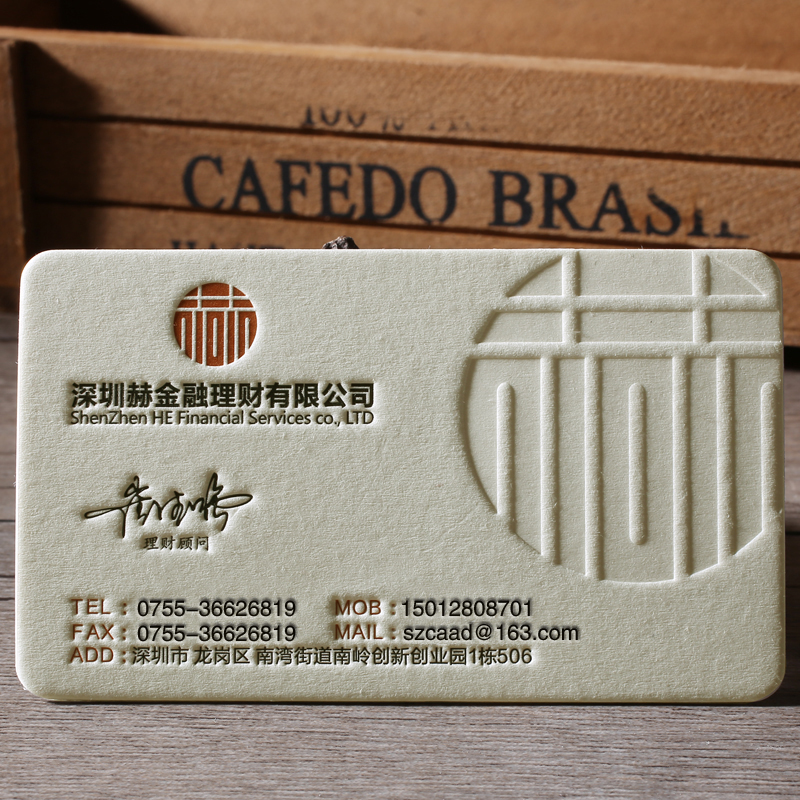 CAFEDO BRASIL
深圳赫金融理财有限公司
ShenZhen HE Financial Services co., LTD
理财顾问
TEL：0755-36626819 MOB：15012808701
FAX：0755-36626819 MAIL：szcaad@163.com
ADD：深圳市 龙岗区 南湾街道南岭创新创业园1栋506